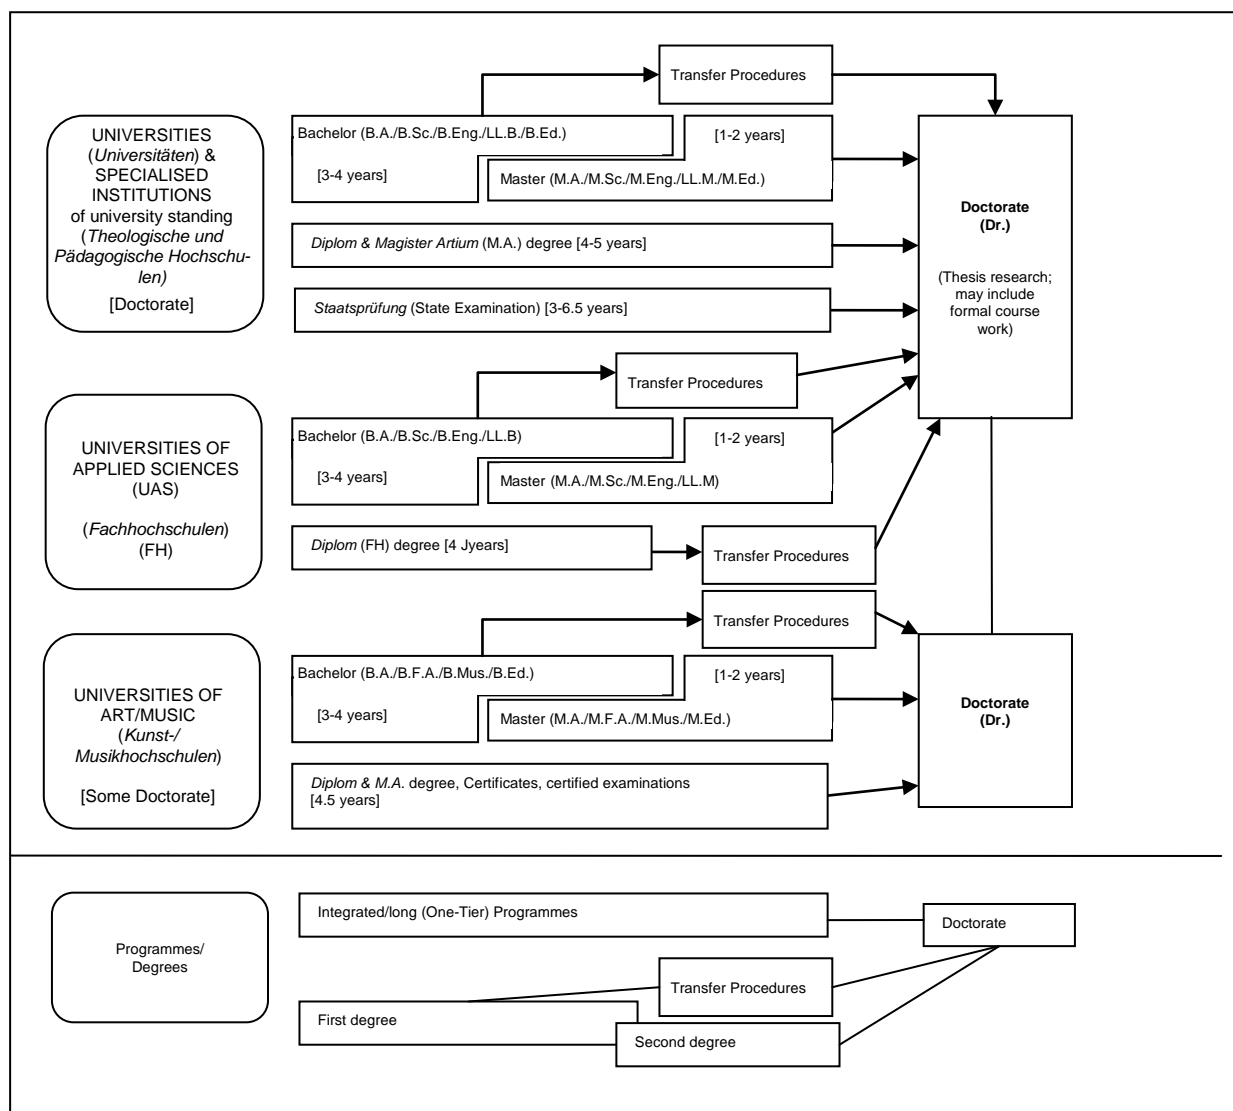 Transfer Procedures
UNIVERSITIES
(Universitäten) &
SPECIALISED
INSTITUTIONS
of university standing
(Theologische und
Pädagogische Hochschu-
len)
[Doctorate]
Bachelor (B.A./B.Sc./B.Eng./LL.B./B.Ed.)
[3-4 years]
[1-2 years]
Master (M.A./M.Sc./M.Eng./LL.M./M.Ed.)
Diplom & Magister Artium (M.A.) degree [4-5 years]
Staatsprüfung (State Examination) [3-6.5 years]
Doctorate
(Dr.)
(Thesis research;
may include
formal course
work)
Transfer Procedures
UNIVERSITIES OF
APPLIED SCIENCES
(UAS)
(Fachhochschulen)
(FH)
Bachelor (B.A./B.Sc./B.Eng./LL.B)
[3-4 years]
[1-2 years]
Master (M.A./M.Sc./M.Eng./LL.M)
Diplom (FH) degree [4 Jyears]
Transfer Procedures
Transfer Procedures
UNIVERSITIES OF
ART/MUSIC
(Kunst-/
Musikhochschulen)
[Some Doctorate]
Bachelor (B.A./B.F.A./B.Mus./B.Ed.)
[3-4 years]
[1-2 years]
Master (M.A./M.F.A./M.Mus./M.Ed.)
Diplom & M.A. degree, Certificates, certified examinations
[4.5 years]
Doctorate
(Dr.)
Programmes/
Degrees
Integrated/long (One-Tier) Programmes
Doctorate
Transfer Procedures
First degree
Second degree